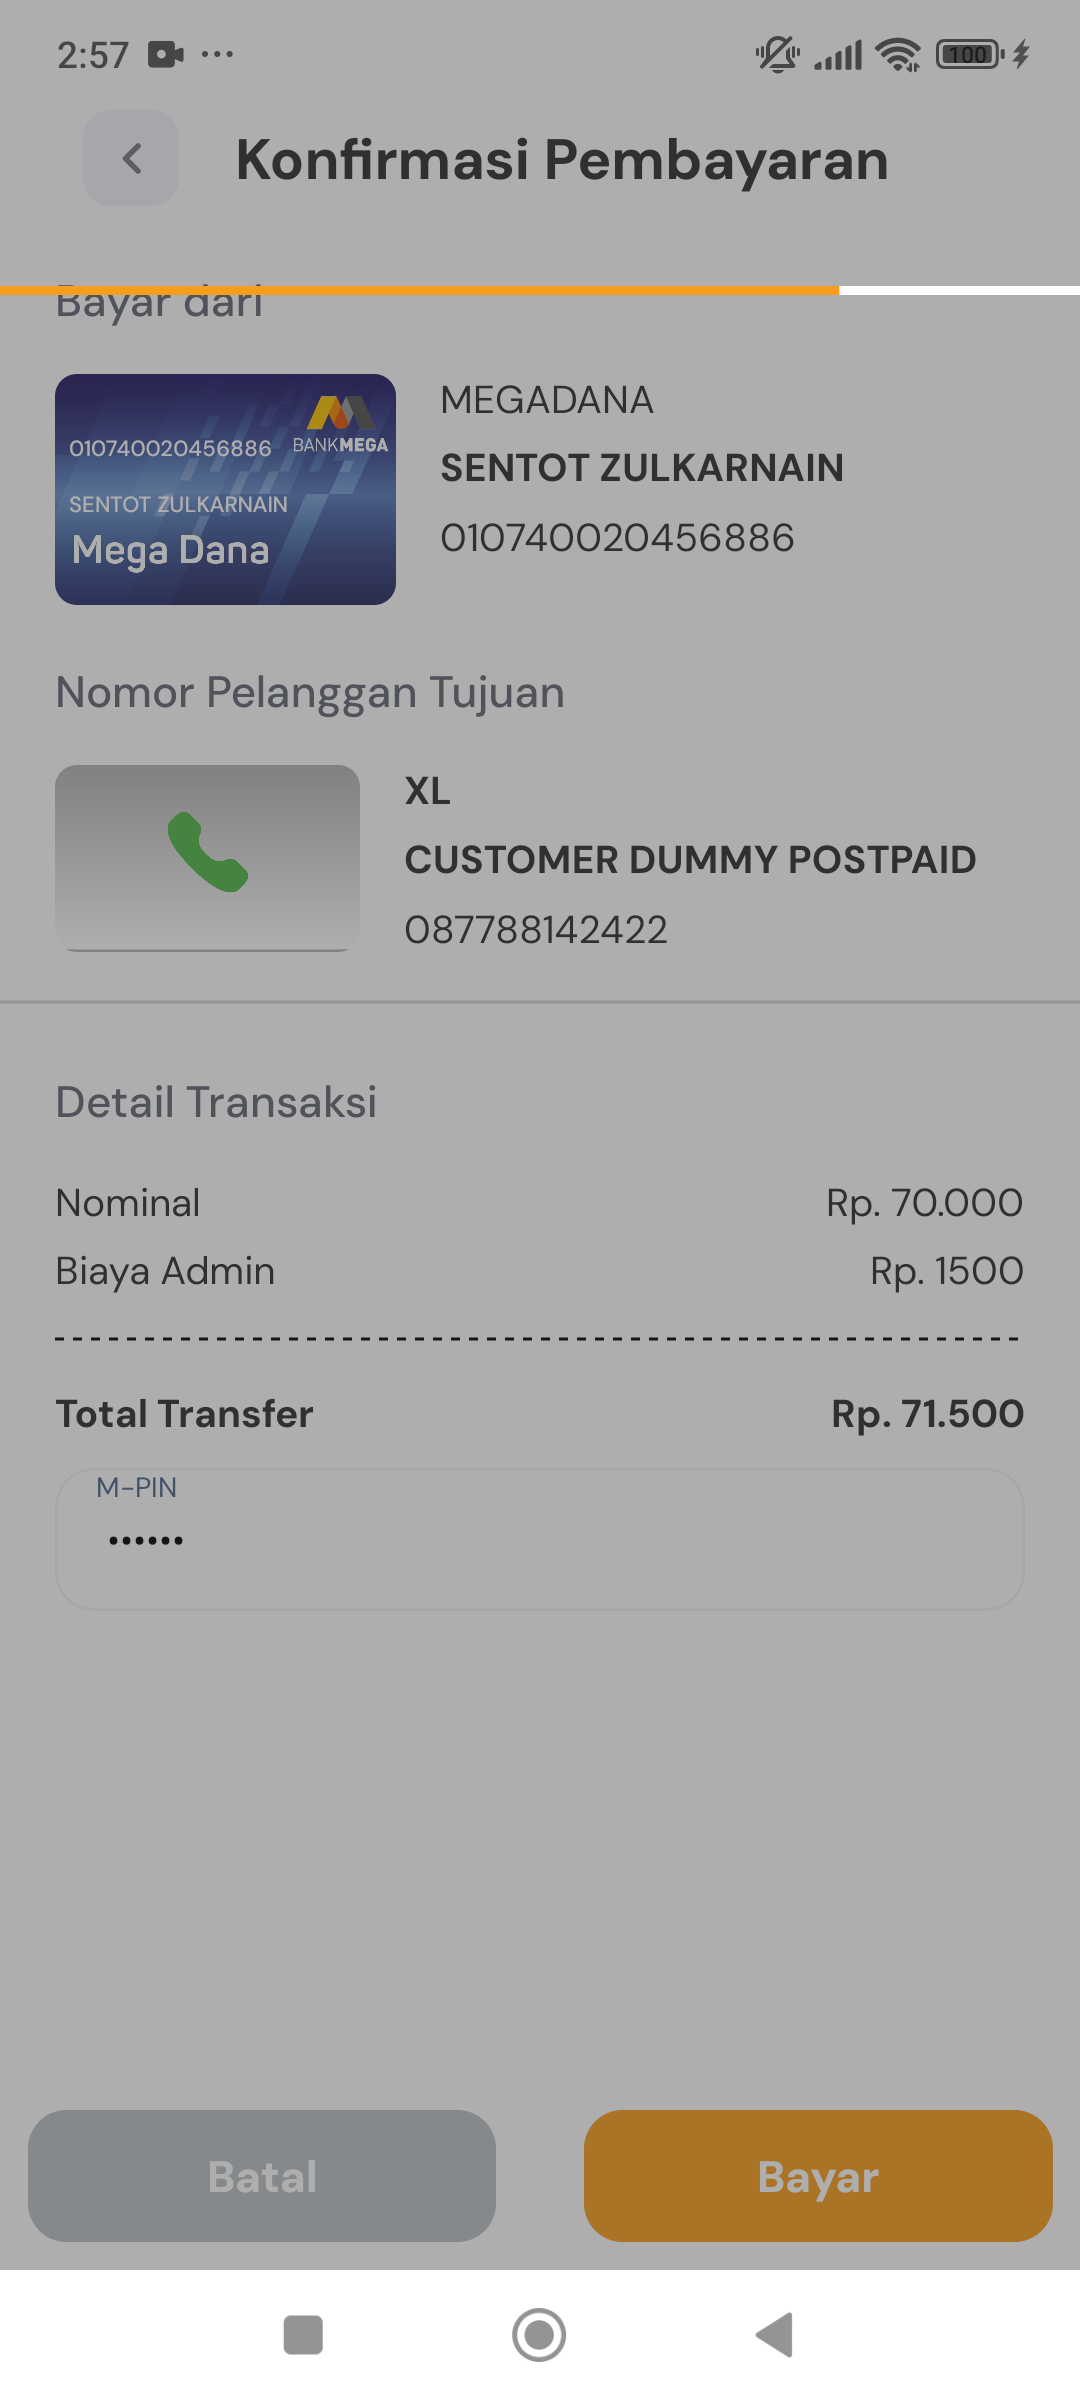 2:57
100
Konfirmasi Pembayaran
Bayar dari
010740020456886
BANKMEGA
SENTOT ZULKARNAIN
Mega Dana
MEGADANA
SENTOT ZULKARNAIN
010740020456886
Nomor Pelanggan Tujuan
XL
CUSTOMER DUMMY POSTPAID
087788142422
Detail Transaksi
Nominal Rp. 70.000
Biaya Admin Rp. 1500
Total Transfer Rp. 71.500
M-PIN
••••••
Batal Bayar